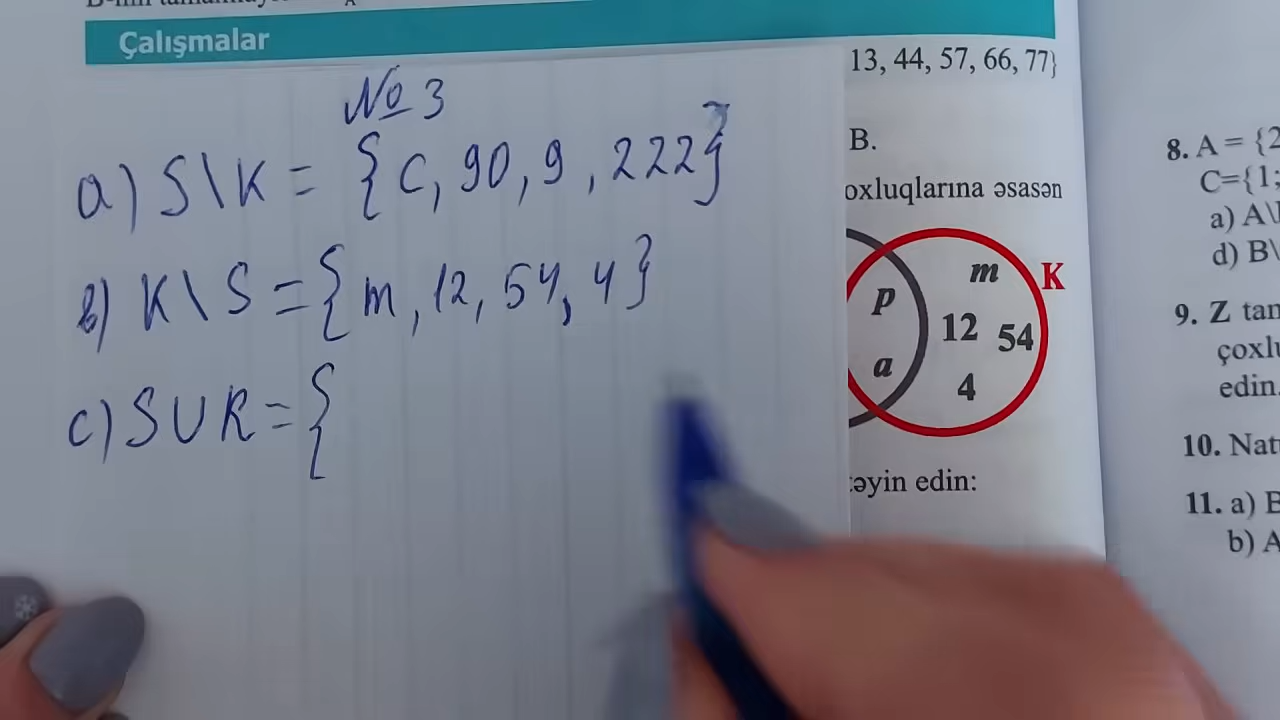 Çalışmalar
13, 44, 57, 66, 77}
№ 3
a) S\K = {c, 90, 9, 222}
B.
oxluqlarına əsasən
b) K\S = {m, 12, 54, 4}
p
m
K
12
54
a
4
c) S∪K = {
əyin edin:
8. A = {2
C={1;
a) A\
d) B\
9. Z tan
çoxlu
edin.
10. Nat
11. a) B
b) A